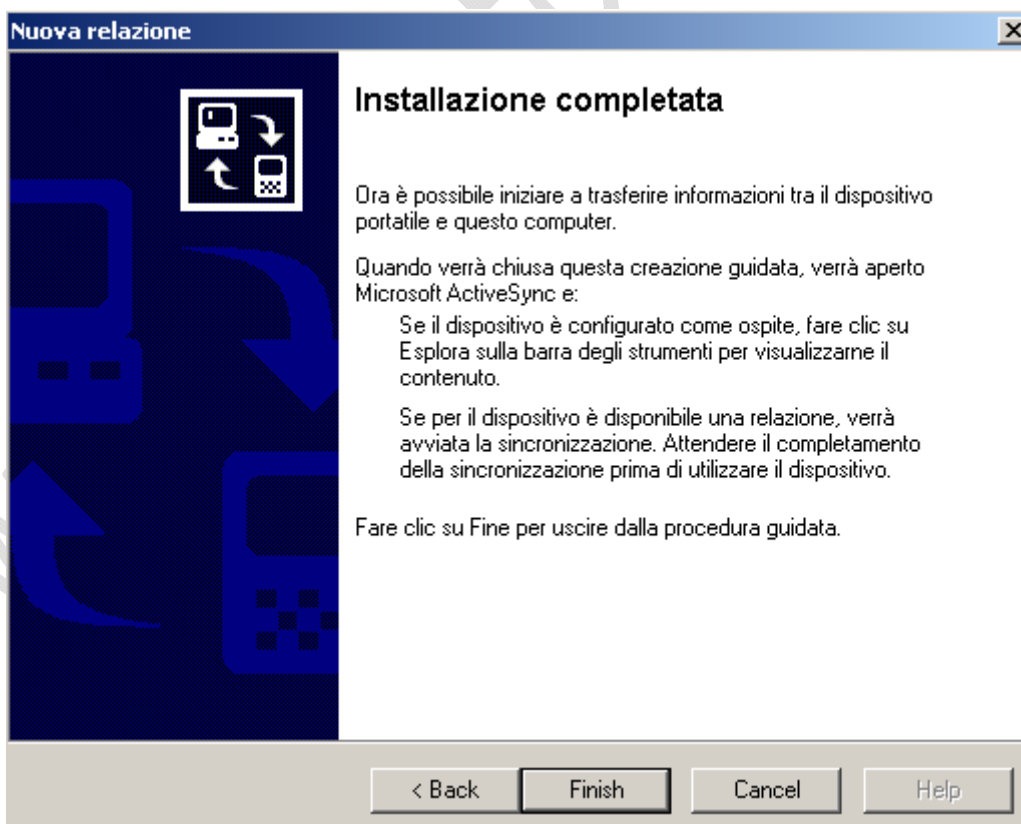 Nuova relazione
Installazione completata
Ora è possibile iniziare a trasferire informazioni tra il dispositivo
portatile e questo computer.
Quando verrà chiusa questa creazione guidata, verrà aperto
Microsoft ActiveSync e:
Se il dispositivo è configurato come ospite, fare clic su
Esplora sulla barra degli strumenti per visualizzarne il
contenuto.
Se per il dispositivo è disponibile una relazione, verrà
avviata la sincronizzazione. Attendere il completamento
della sincronizzazione prima di utilizzare il dispositivo.
Fare clic su Fine per uscire dalla procedura guidata.
< Back
Finish
Cancel
Help